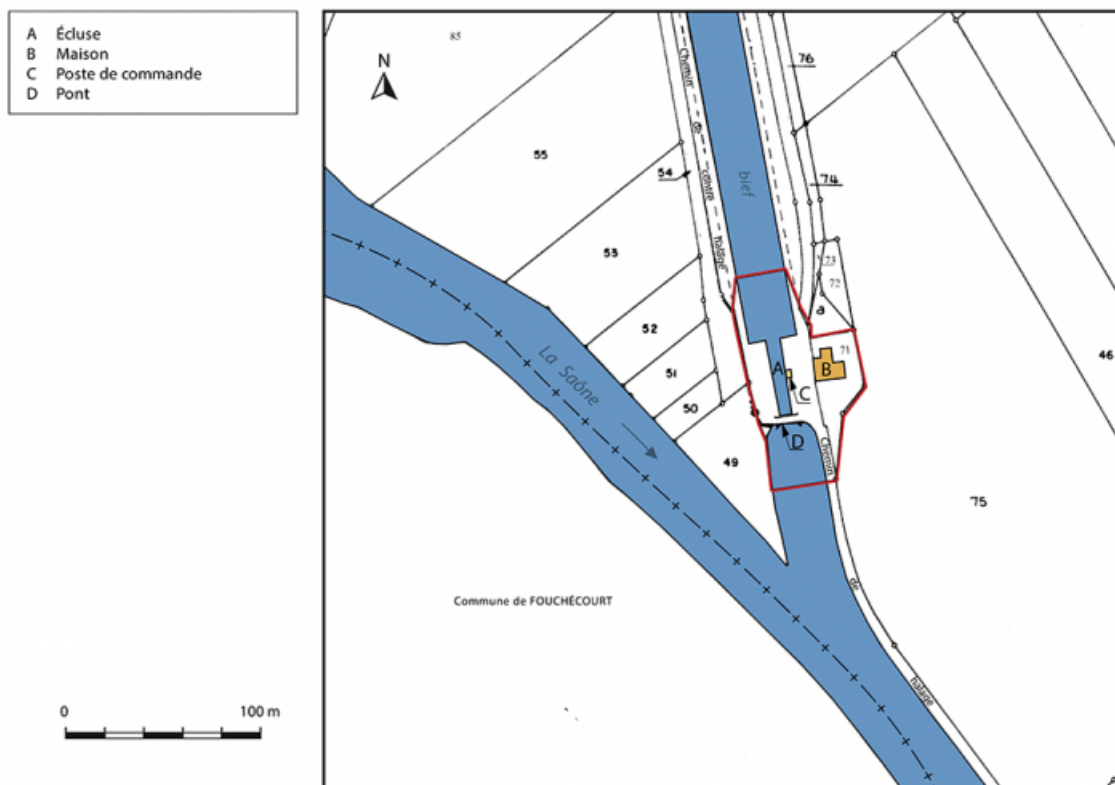 A Écluse
B Maison
C Poste de commande
D Pont
N
85
76
55
Chemin de contre halage
54
bief
74
53
73
72
a
52
71
46
La Saône
51
A
B
C
50
D
49
Chemin de halage
75
Commune de FOUCHÉCOURT
0 100 m